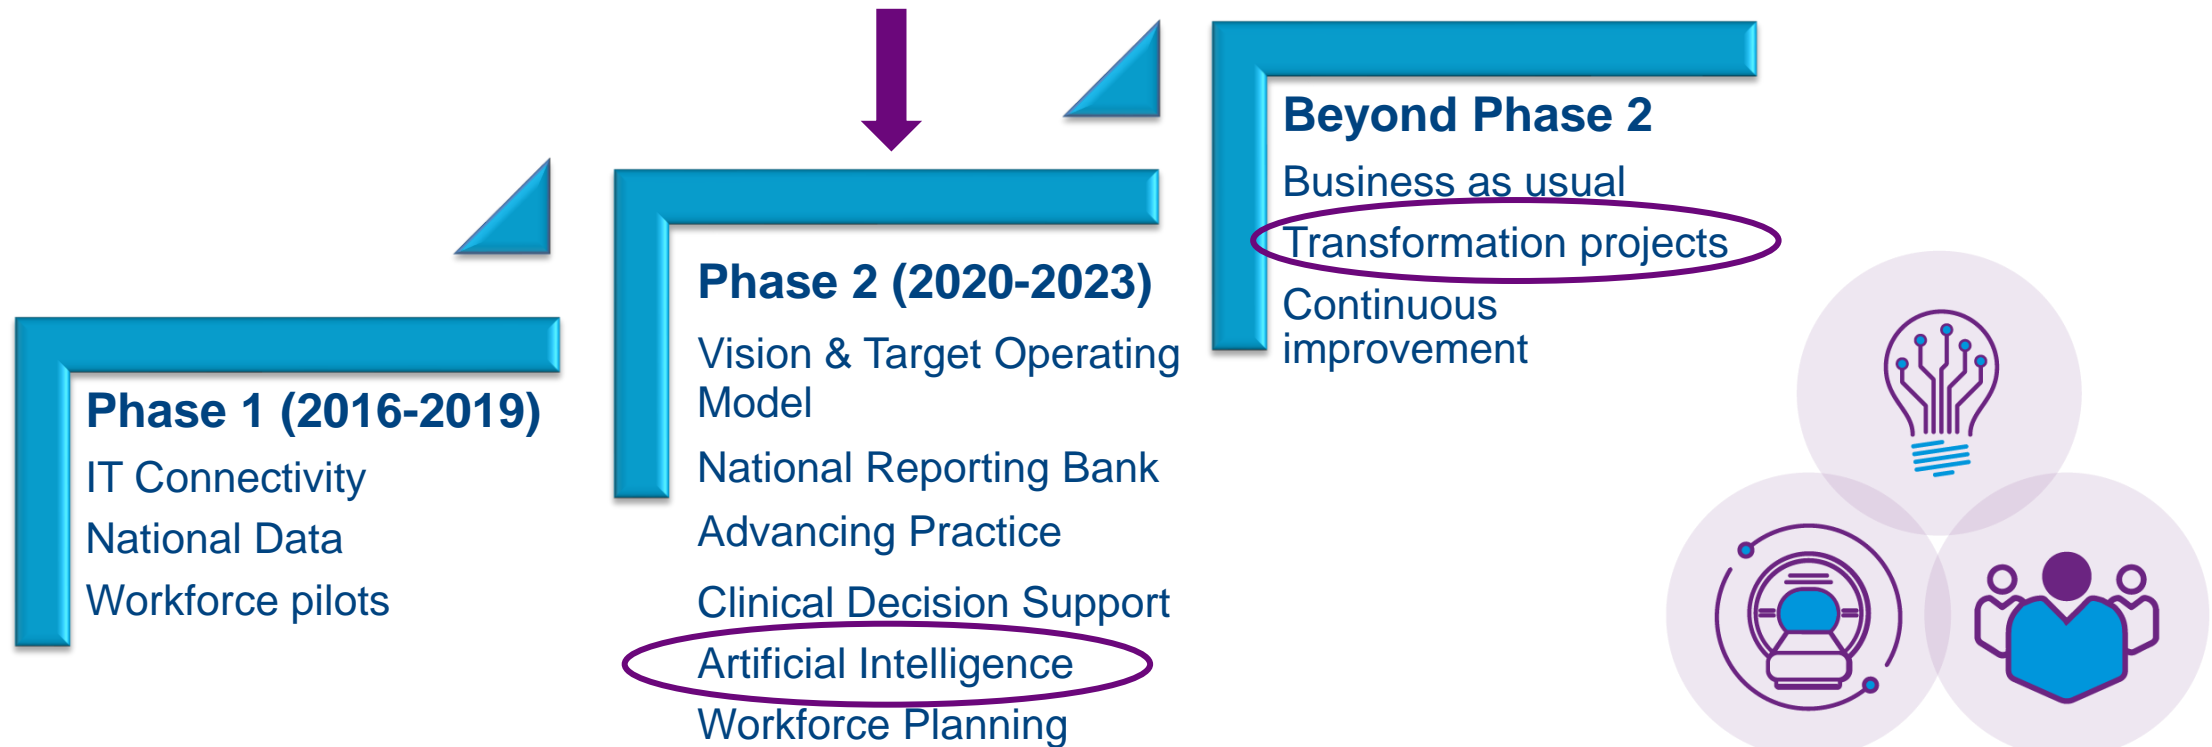 Phase 1 (2016-2019)
IT Connectivity
National Data
Workforce pilots
Phase 2 (2020-2023)
Vision & Target Operating
Model
National Reporting Bank
Advancing Practice
Clinical Decision Support
Artificial Intelligence
Workforce Planning
Beyond Phase 2
Business as usual
Transformation projects
Continuous
improvement